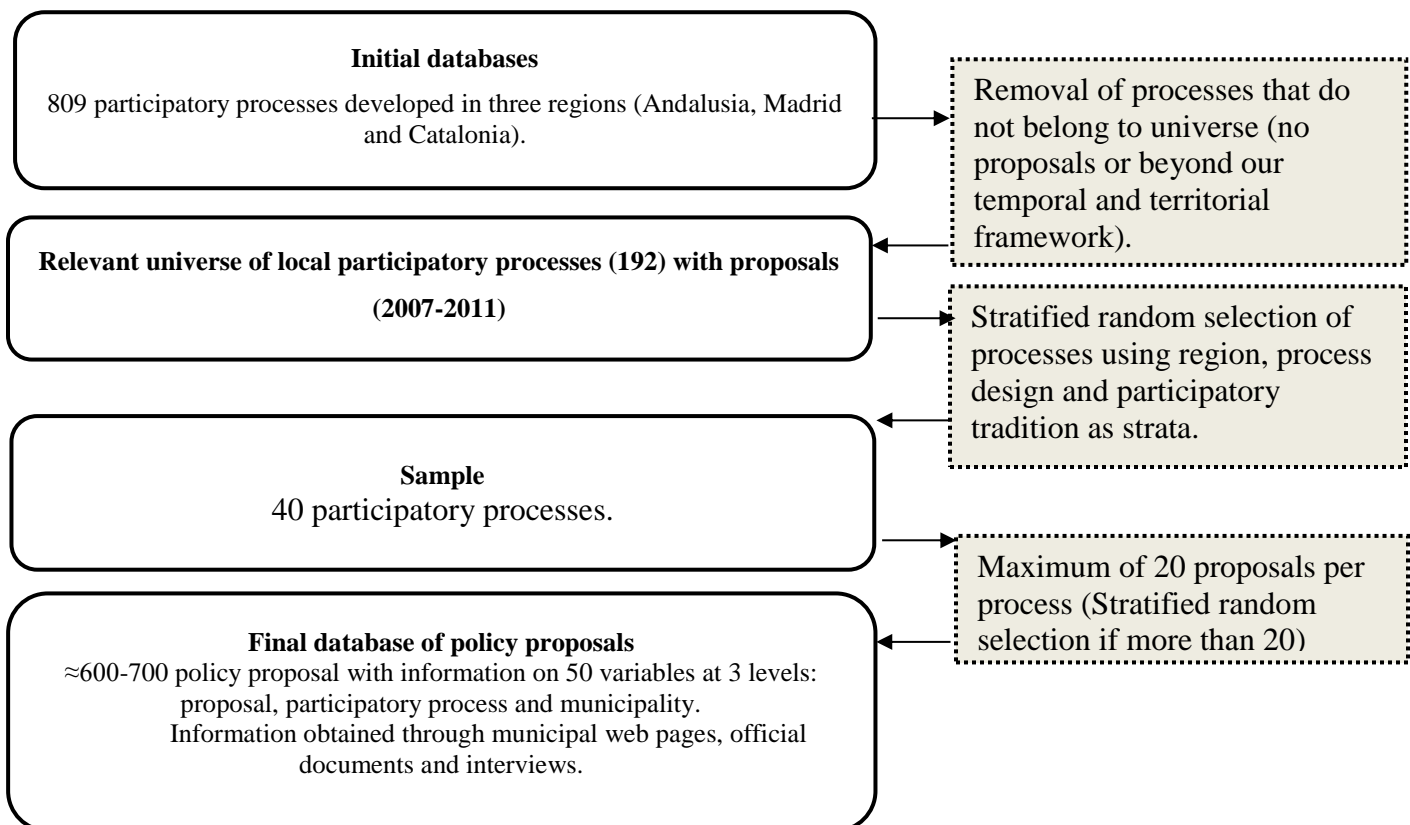 Initial databases
809 participatory processes developed in three regions (Andalusia, Madrid
and Catalonia).
Removal of processes that do
not belong to universe (no
proposals or beyond our
temporal and territorial
framework).
Relevant universe of local participatory processes (192) with proposals
(2007-2011)
Stratified random selection of
processes using region, process
design and participatory
tradition as strata.
Sample
40 participatory processes.
Maximum of 20 proposals per
process (Stratified random
selection if more than 20)
Final database of policy proposals
≈600-700 policy proposal with information on 50 variables at 3 levels:
proposal, participatory process and municipality.
Information obtained through municipal web pages, official
documents and interviews.